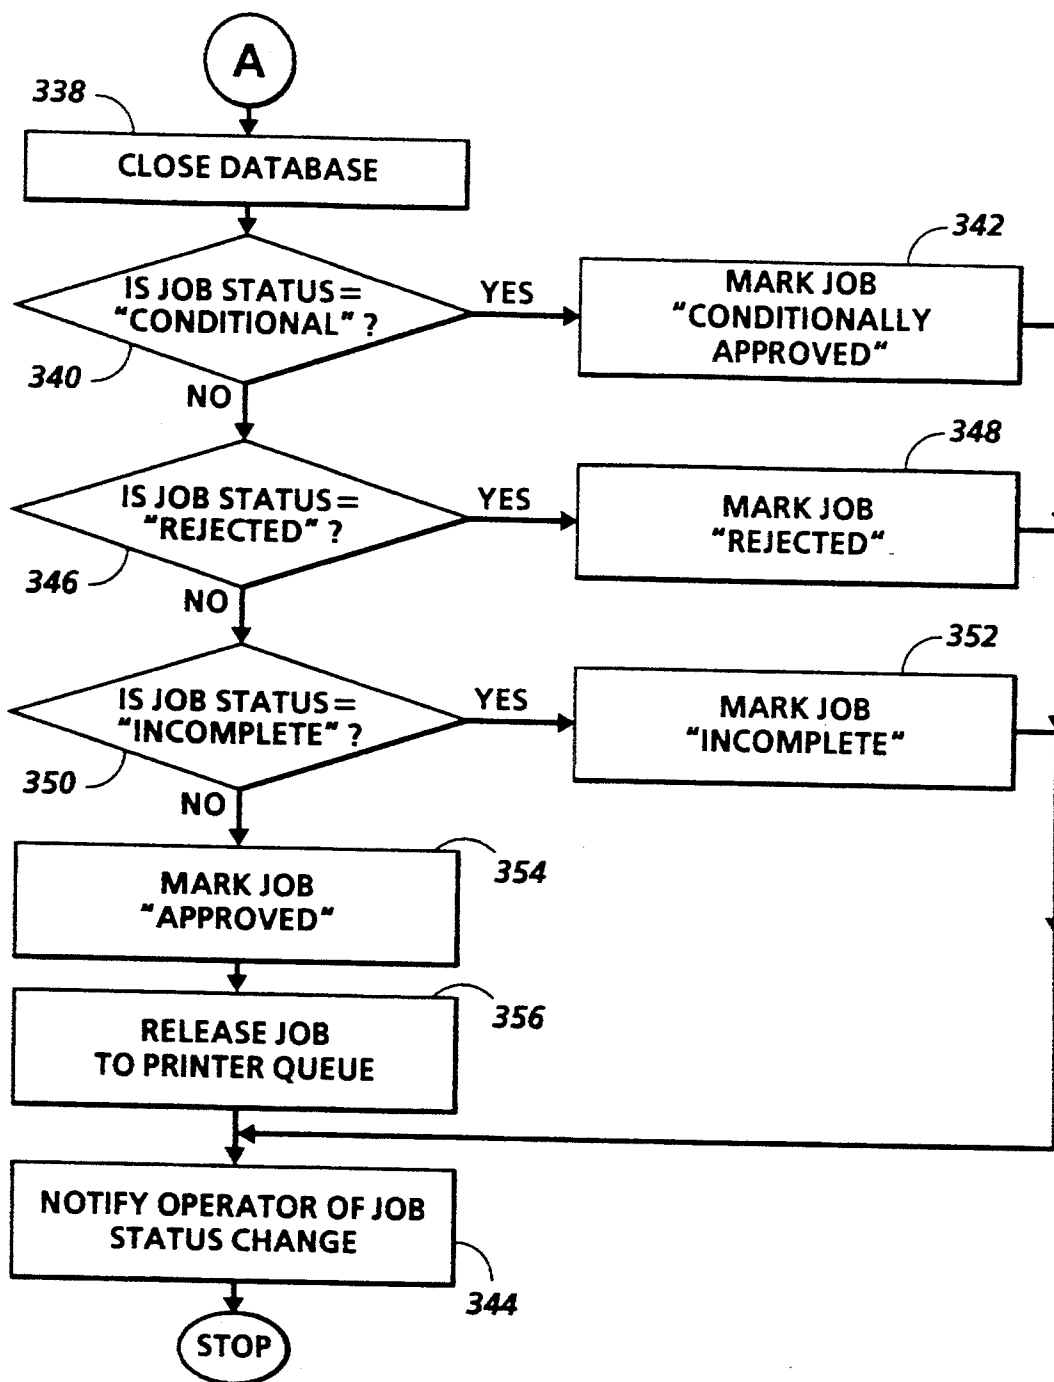 A
338
CLOSE DATABASE
342
IS JOB STATUS =
"CONDITIONAL" ?
YES
MARK JOB
"CONDITIONALLY
APPROVED"
340
NO
348
IS JOB STATUS =
"REJECTED" ?
YES
MARK JOB
"REJECTED"
346
NO
352
IS JOB STATUS =
"INCOMPLETE" ?
YES
MARK JOB
"INCOMPLETE"
350
NO
354
MARK JOB
"APPROVED"
356
RELEASE JOB
TO PRINTER QUEUE
NOTIFY OPERATOR OF JOB
STATUS CHANGE
344
STOP